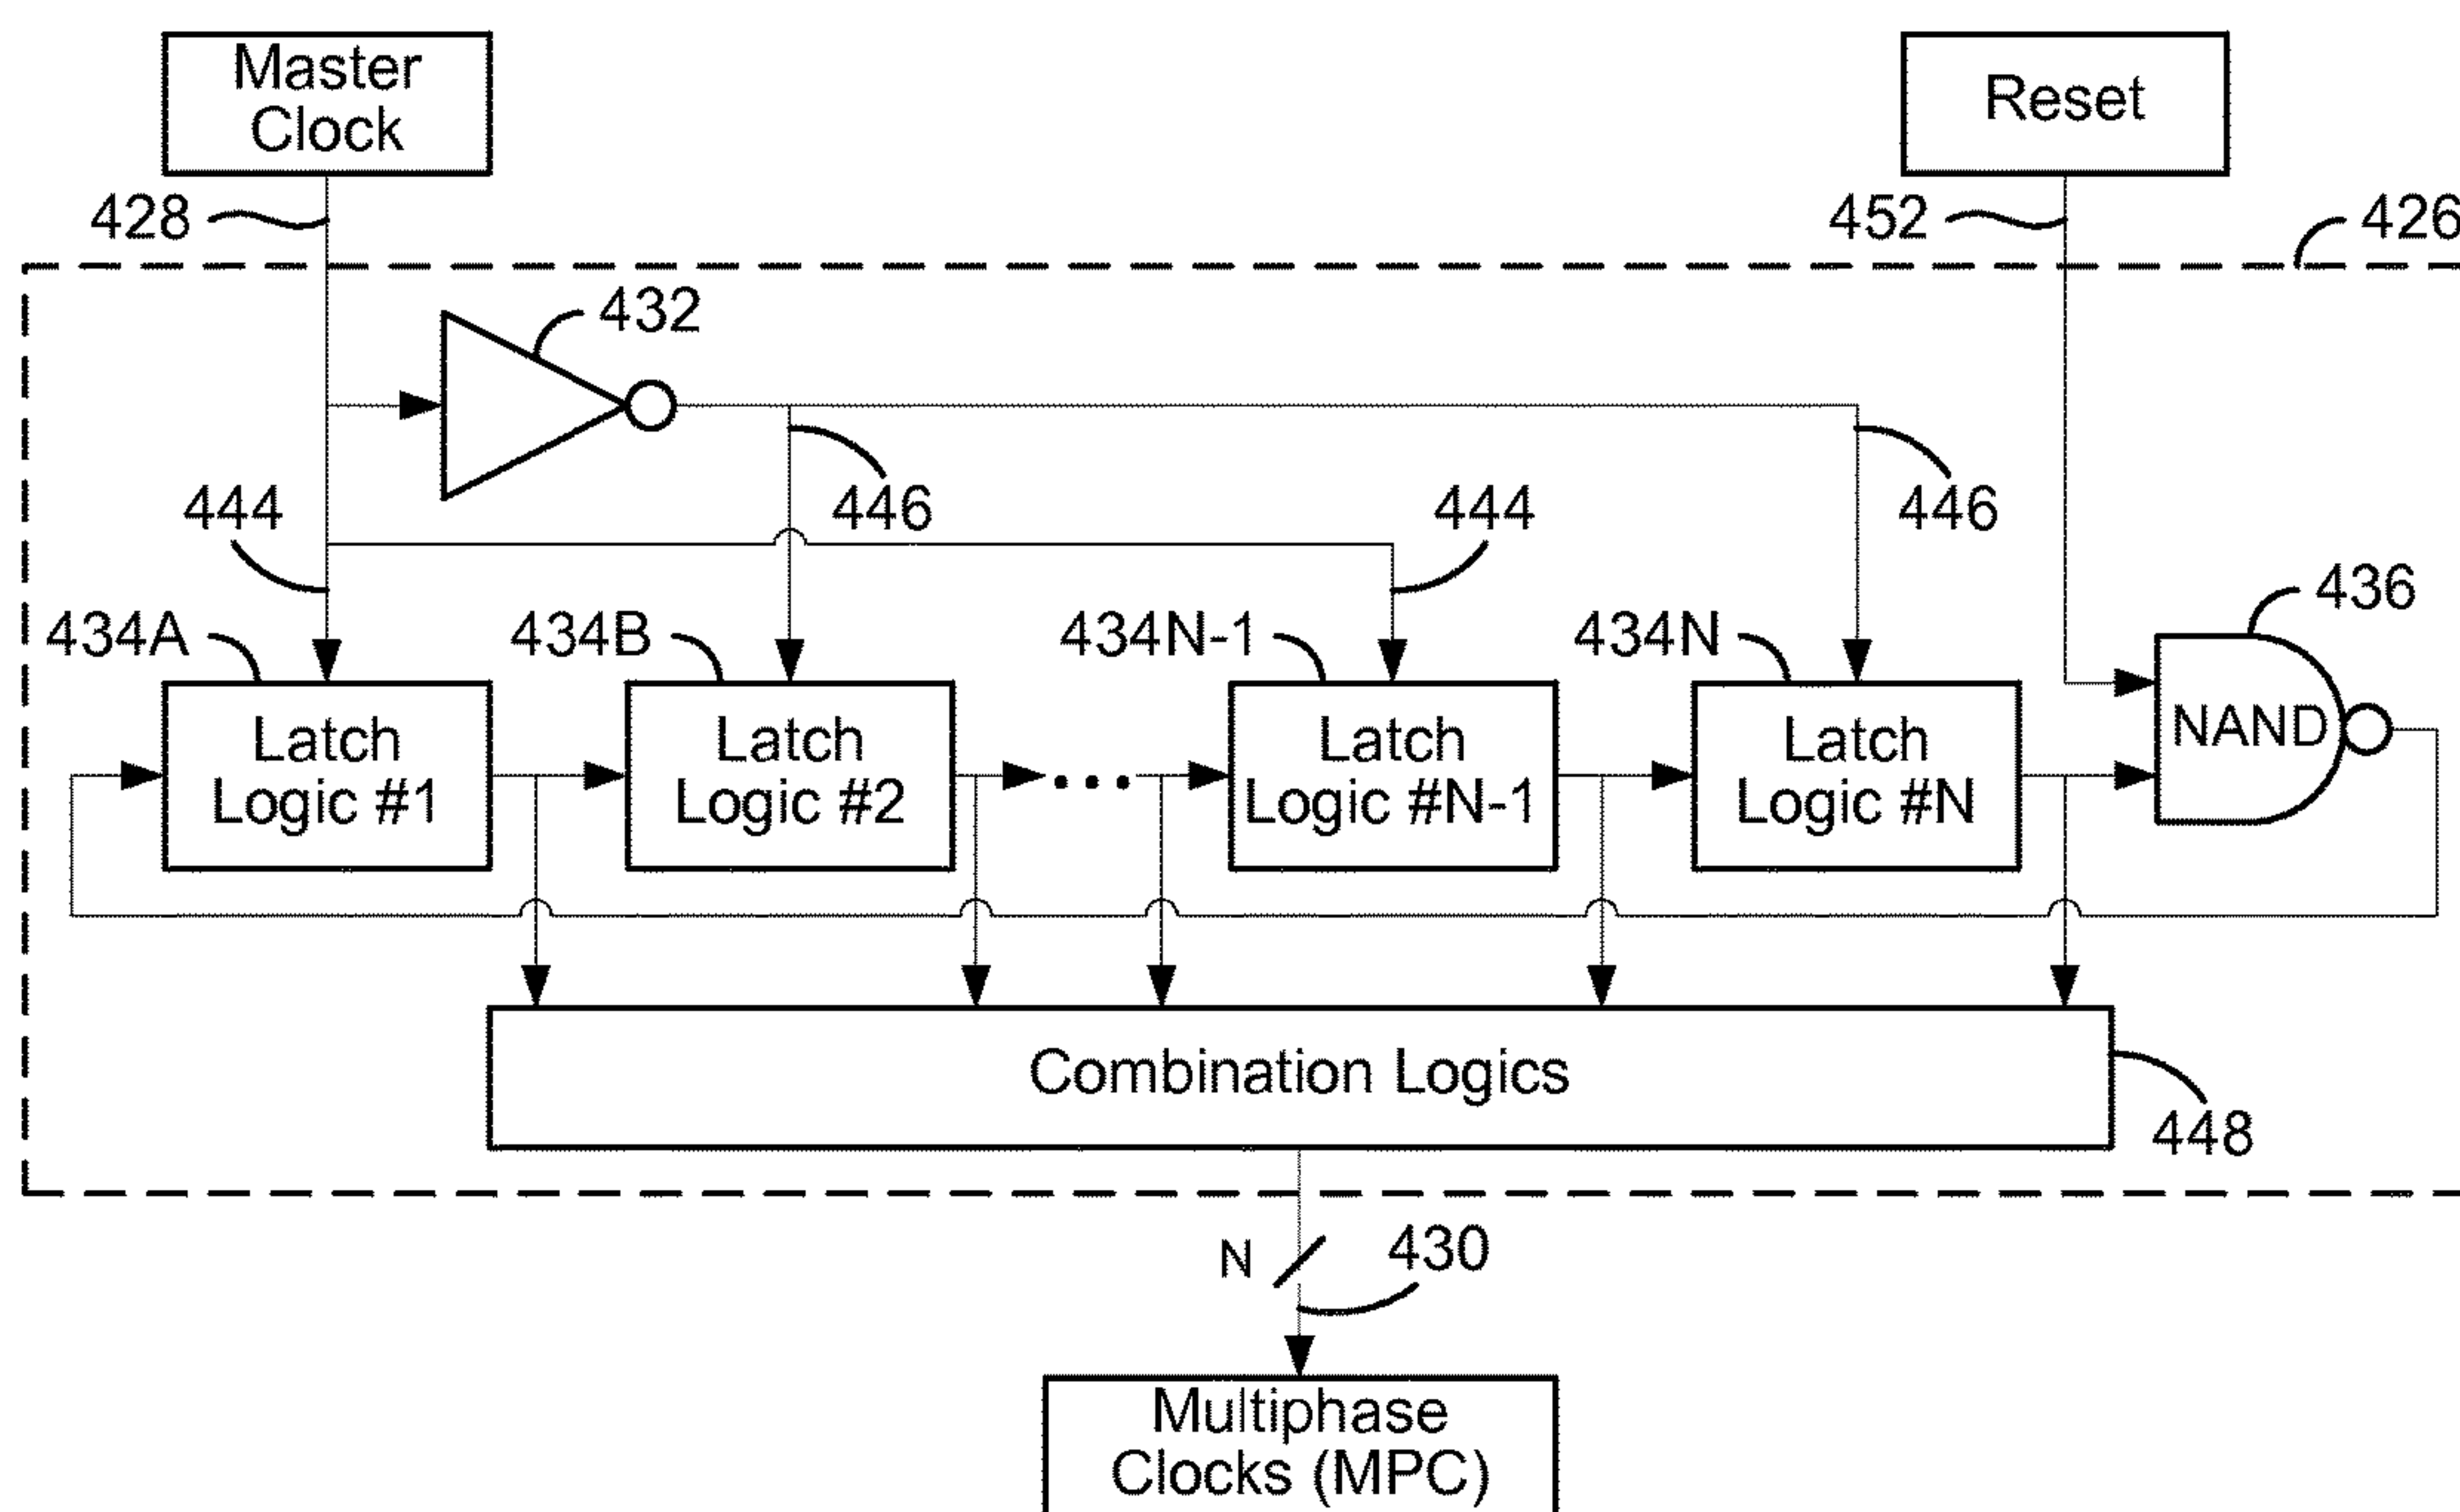 Master
Clock
Reset
428
452
426
432
444
446
444
446
436
434A
434B
434N-1
434N
Latch
Logic #1
Latch
Logic #2
...
Latch
Logic #N-1
Latch
Logic #N
NAND
Combination Logics
448
N
430
Multiphase
Clocks (MPC)